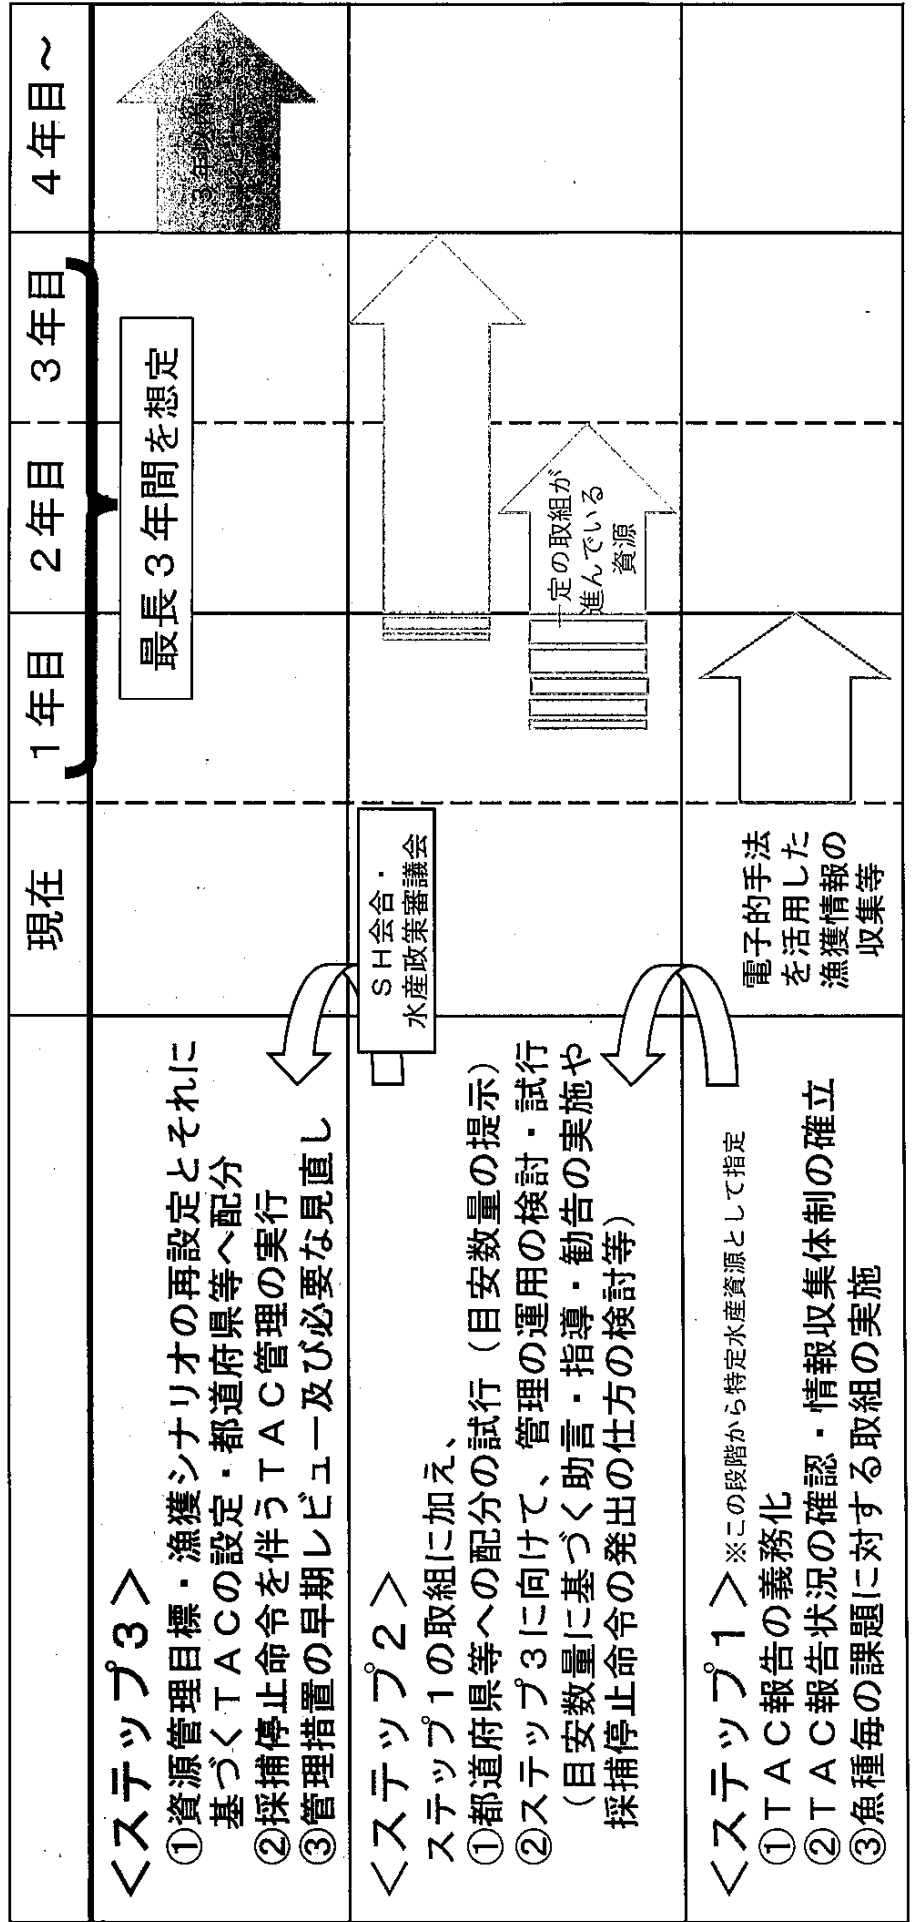 現在
1年目
2年目
3年目
4年目～
最長３年間を想定
＜ステップ３＞
①資源管理目標・漁獲シナリオの再設定とそれに
基づくＴＡＣの設定・都道府県等へ配分
②採捕停止命令を伴うＴＡＣ管理の実行
③管理措置の早期レビュー及び必要な見直し
３年以内に
＜ステップ２＞
ステップ１の取組に加え、
①都道府県等への配分の試行（目安数量の提示）
②ステップ３に向けて、管理の運用の検討・試行
（目安数量に基づく助言・指導・勧告の実施や
採捕停止命令の発出の仕方の検討等）
ＳＨ会合・
水産政策審議会
一定の取組が
進んでいる
資源
＜ステップ１＞※この段階から特定水産資源として指定
①ＴＡＣ報告の義務化
②ＴＡＣ報告状況の確認・情報収集体制の確立
③魚種毎の課題に対する取組の実施
電子的手法
を活用した
漁獲情報の
収集等